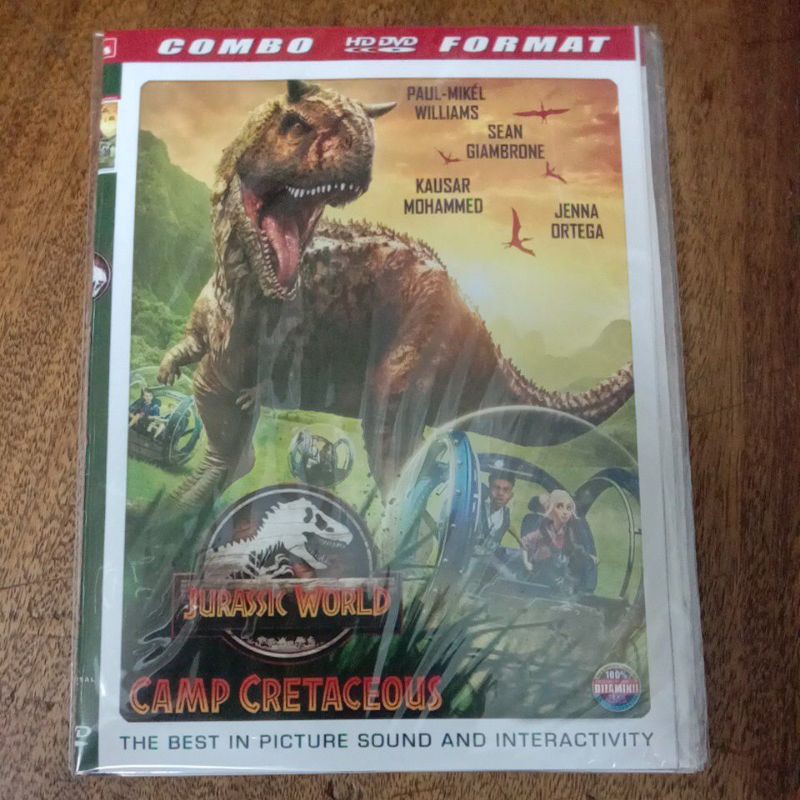 COMBO HD DVD FORMAT
PAUL-MIKÉL
WILLIAMS
SEAN
GIAMBRONE
KAUSAR
MOHAMMED
JENNA
ORTEGA
JURASSIC WORLD
CAMP CRETACEOUS
100%
THE BEST IN PICTURE SOUND AND INTERACTIVITY